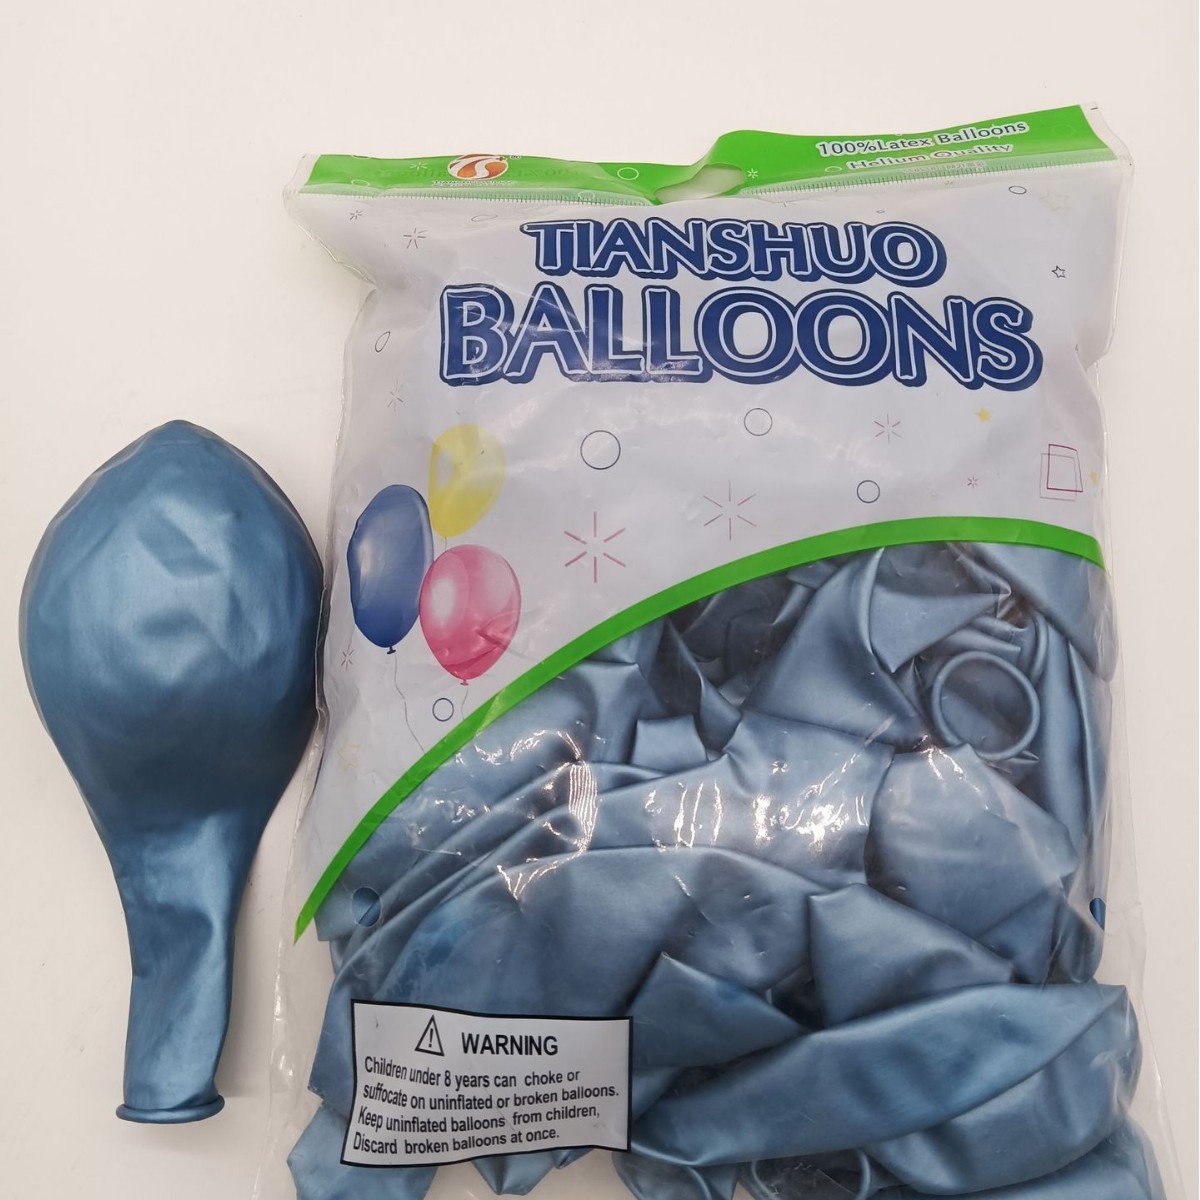 100%Latex Balloons
Helium Quality
TIANSHUO
BALLOONS
WARNING
Children under 8 years can choke or
suffocate on uninflated or broken balloons.
Keep uninflated balloons from children,
Discard broken balloons at once.